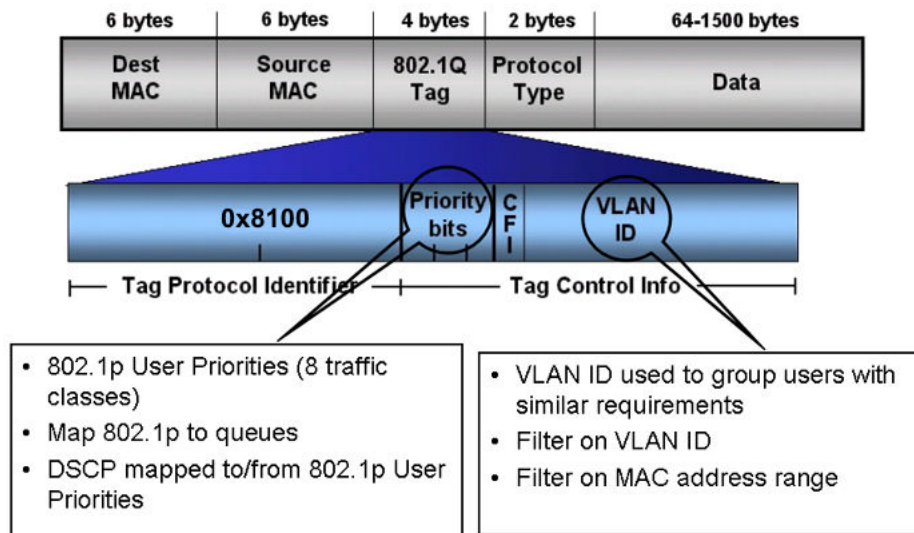 6 bytes 6 bytes 4 bytes 2 bytes 64-1500 bytes
Dest Source 802.1Q Protocol Data
MAC MAC Tag Type
0x8100 Priority bits CFI VLAN ID
Tag Protocol Identifier Tag Control Info
• 802.1p User Priorities (8 traffic
classes)
• Map 802.1p to queues
• DSCP mapped to/from 802.1p User
Priorities
• VLAN ID used to group users with
similar requirements
• Filter on VLAN ID
• Filter on MAC address range